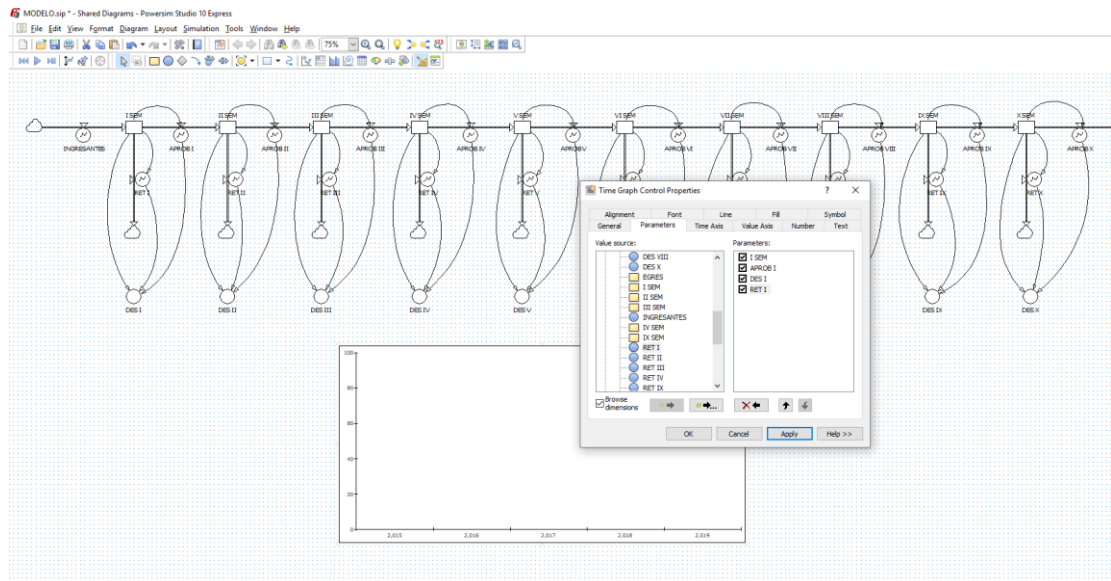 MODELO.sip * - Shared Diagrams - Powersim Studio 10 Express
File Edit View Format Diagram Layout Simulation Tools Window Help
75%
I SEM II SEM III SEM IV SEM V SEM VI SEM VII SEM VIII SEM IX SEM X SEM
INGRESANTES APROB I APROB II APROB III APROB IV APROB V APROB VI APROB VII APROB VIII APROB IX APROB X
RET I RET II RET III RET IV RET V RET IX RET X
DES I DES II DES III DES IV DES V DES IX DES X
Time Graph Control Properties ? X
Alignment Font Line Fill Symbol
General Parameters Time Axis Value Axis Number Text
Value source: Parameters:
DES VIII
DES X
EGRES
I SEM
II SEM
III SEM
INGRESANTES
IV SEM
IX SEM
RET I
RET II
RET III
RET IV
RET IX
I SEM
APROB I
DES I
RET I
Browse
dimensions
OK Cancel Apply Help >>
100
80
60
40
20
0
2,015 2,016 2,017 2,018 2,019